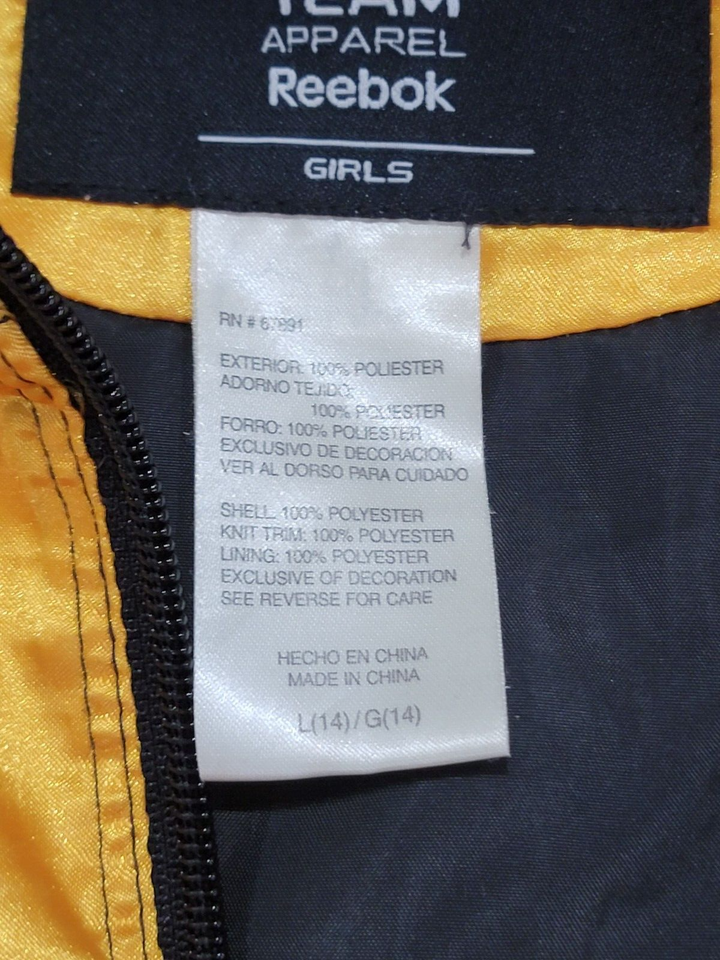 TEAM
APPAREL
Reebok
GIRLS
RN #
EXTERIOR: 100% POLIESTER
ADORNO TEJIDO:
100% POLIESTER
FORRO: 100% POLIESTER
EXCLUSIVO DE DECORACION
VER AL DORSO PARA CUIDADO
SHELL 100% POLYESTER
KNIT TRIM: 100% POLYESTER
LINING: 100% POLYESTER
EXCLUSIVE OF DECORATION
SEE REVERSE FOR CARE
HECHO EN CHINA
MADE IN CHINA
L(14)/G(14)